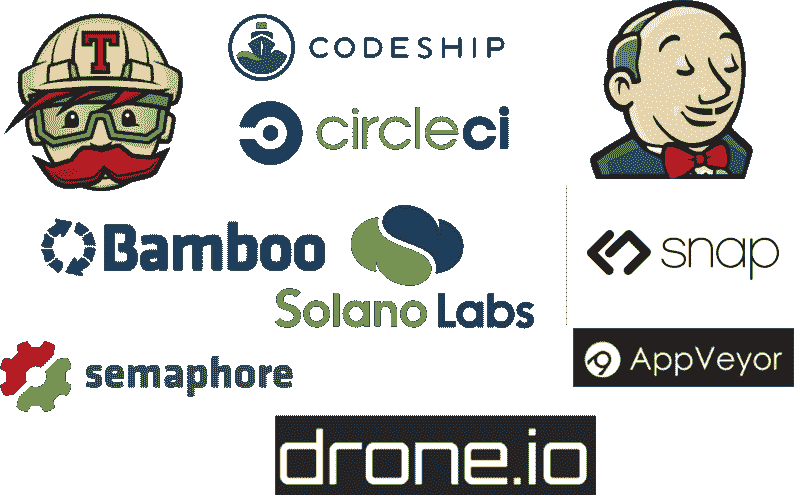 T
CODESHIP
circleci
Bamboo
Solano Labs
snap
semaphore
AppVeyor
drone.io